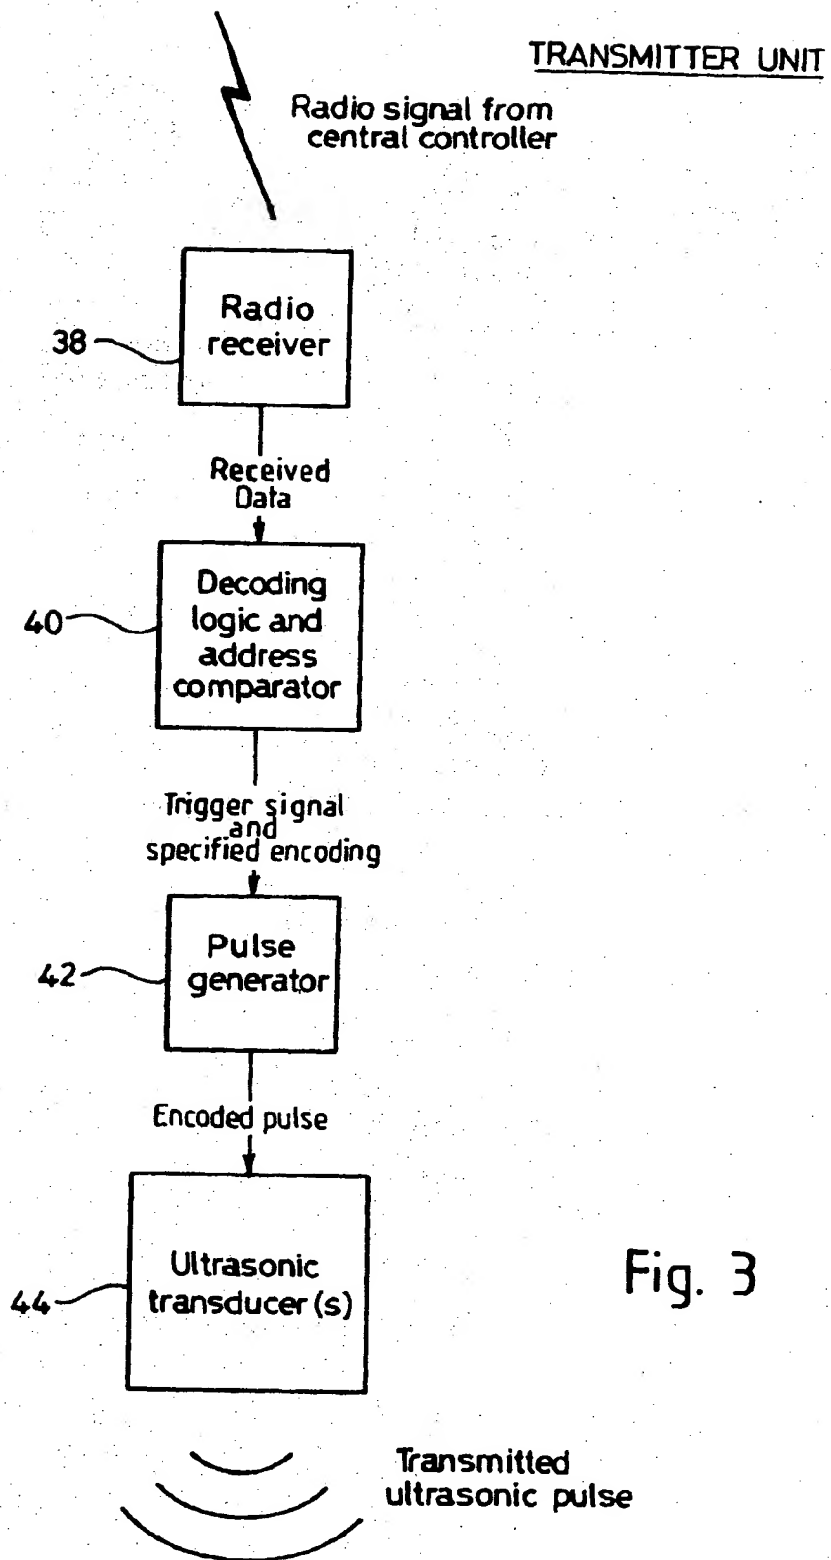 TRANSMITTER UNIT
Radio signal from
central controller
Radio
receiver
38
Received
Data
Decoding
logic and
address
comparator
40
Trigger signal
and
specified encoding
Pulse
generator
42
Encoded pulse
Ultrasonic
transducer(s)
44
Fig. 3
Transmitted
ultrasonic pulse